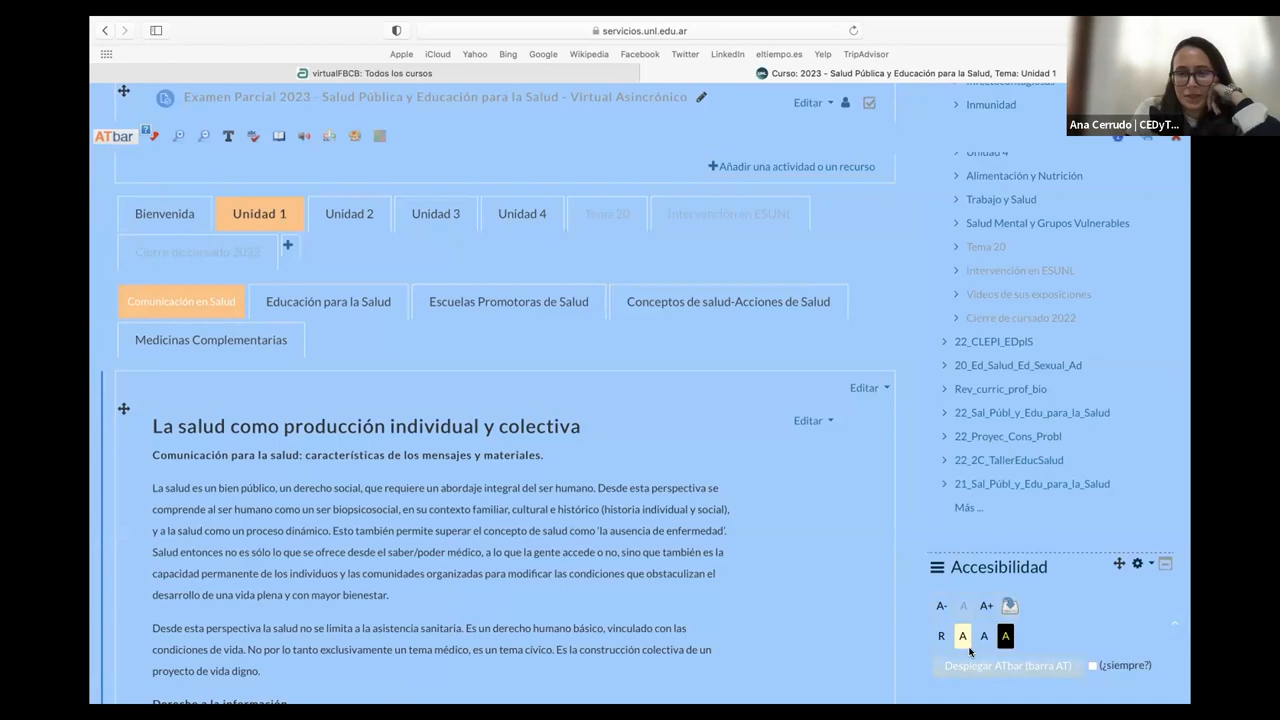 servicios.unl.edu.ar
Apple iCloud Yahoo Bing Google Wikipedia Facebook Twitter LinkedIn eltiempo.es Yelp TripAdvisor
virtualFBCB: Todos los cursos
Curso: 2023 - Salud Pública y Educación para la Salud, Tema: Unidad 1
Ana Cerrudo | CEDyT...
Examen Parcial 2023 - Salud Pública y Educación para la Salud - Virtual Asincrónico
Editar
ATbar
Añadir una actividad o un recurso
Bienvenida
Unidad 1
Unidad 2
Unidad 3
Unidad 4
Tema 20
Intervención en ESUNL
Cierre de cursado 2022
Comunicación en Salud
Educación para la Salud
Escuelas Promotoras de Salud
Conceptos de salud-Acciones de Salud
Medicinas Complementarias
Editar
Editar
La salud como producción individual y colectiva
Comunicación para la salud: características de los mensajes y materiales.
La salud es un bien público, un derecho social, que requiere un abordaje integral del ser humano. Desde esta perspectiva se
comprende al ser humano como un ser biopsicosocial, en su contexto familiar, cultural e histórico (historia individual y social),
y a la salud como un proceso dinámico. Esto también permite superar el concepto de salud como 'la ausencia de enfermedad'.
Salud entonces no es sólo lo que se ofrece desde el saber/poder médico, a lo que la gente accede o no, sino que también es la
capacidad permanente de los individuos y las comunidades organizadas para modificar las condiciones que obstaculizan el
desarrollo de una vida plena y con mayor bienestar.
Desde esta perspectiva la salud no se limita a la asistencia sanitaria. Es un derecho humano básico, vinculado con las
condiciones de vida. No por lo tanto exclusivamente un tema médico, es un tema cívico. Es la construcción colectiva de un
proyecto de vida digno.
Derecho a la información
Inmunidad
Unidad 4
Alimentación y Nutrición
Trabajo y Salud
Salud Mental y Grupos Vulnerables
Tema 20
Intervención en ESUNL
Videos de sus exposiciones
Cierre de cursado 2022
22_CLEPI_EDpIS
20_Ed_Salud_Ed_Sexual_Ad
Rev_curric_prof_bio
22_Sal_Públ_y_Edu_para_la_Salud
22_Proyec_Cons_Probl
22_2C_TallerEducSalud
21_Sal_Públ_y_Edu_para_la_Salud
Más ...
Accesibilidad
A- A A+
R A A A
Desplegar ATbar (barra AT) (¿siempre?)